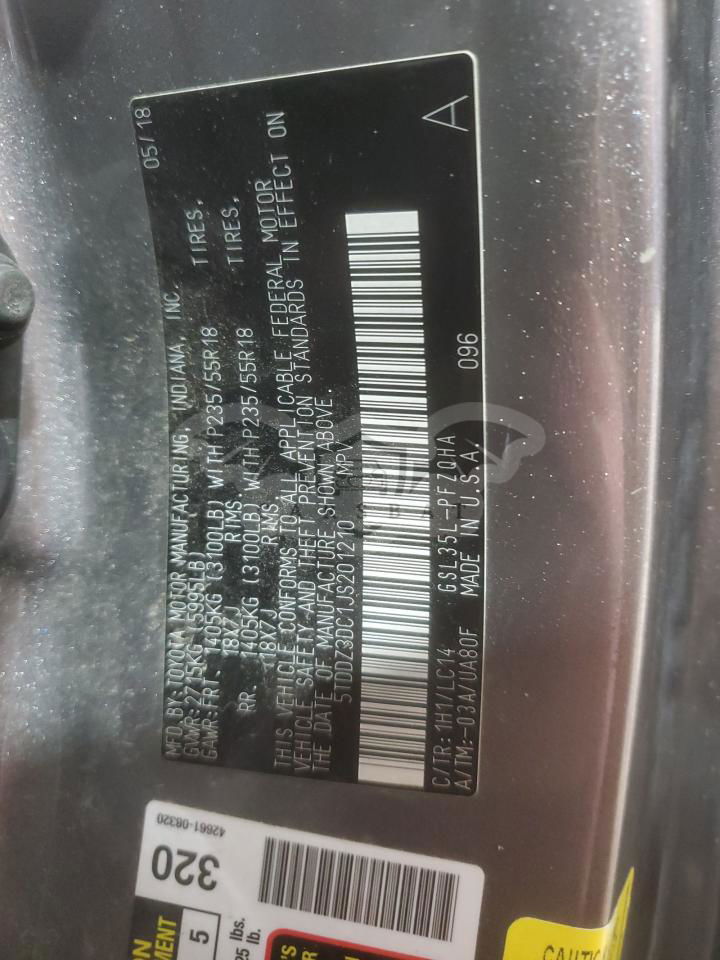 MFD BY: TOYOTA MOTOR MANUFACTURING, INDIANA, INC. 05/18
GVWR:2715KG (5995LB)
GAWR:FRT. 1405KG (3100LB) WITH P235/55R18 TIRES,
18X7J RIMS,
RR. 1405KG (3100LB) WITH P235/55R18 TIRES,
18X7J RIMS,
THIS VEHICLE CONFORMS TO ALL APPLICABLE FEDERAL MOTOR
VEHICLE SAFETY AND THEFT PREVENTION STANDARDS IN EFFECT ON
THE DATE OF MANUFACTURE SHOWN ABOVE.
5TDDZ3DC1JS201210 MPV
C/TR:1H1/LC14 GSL35L-PFZQHA 096 A
A/TM:-03A/UA80F MADE IN U.S.A.
42661-08320
320
5
CAUTI